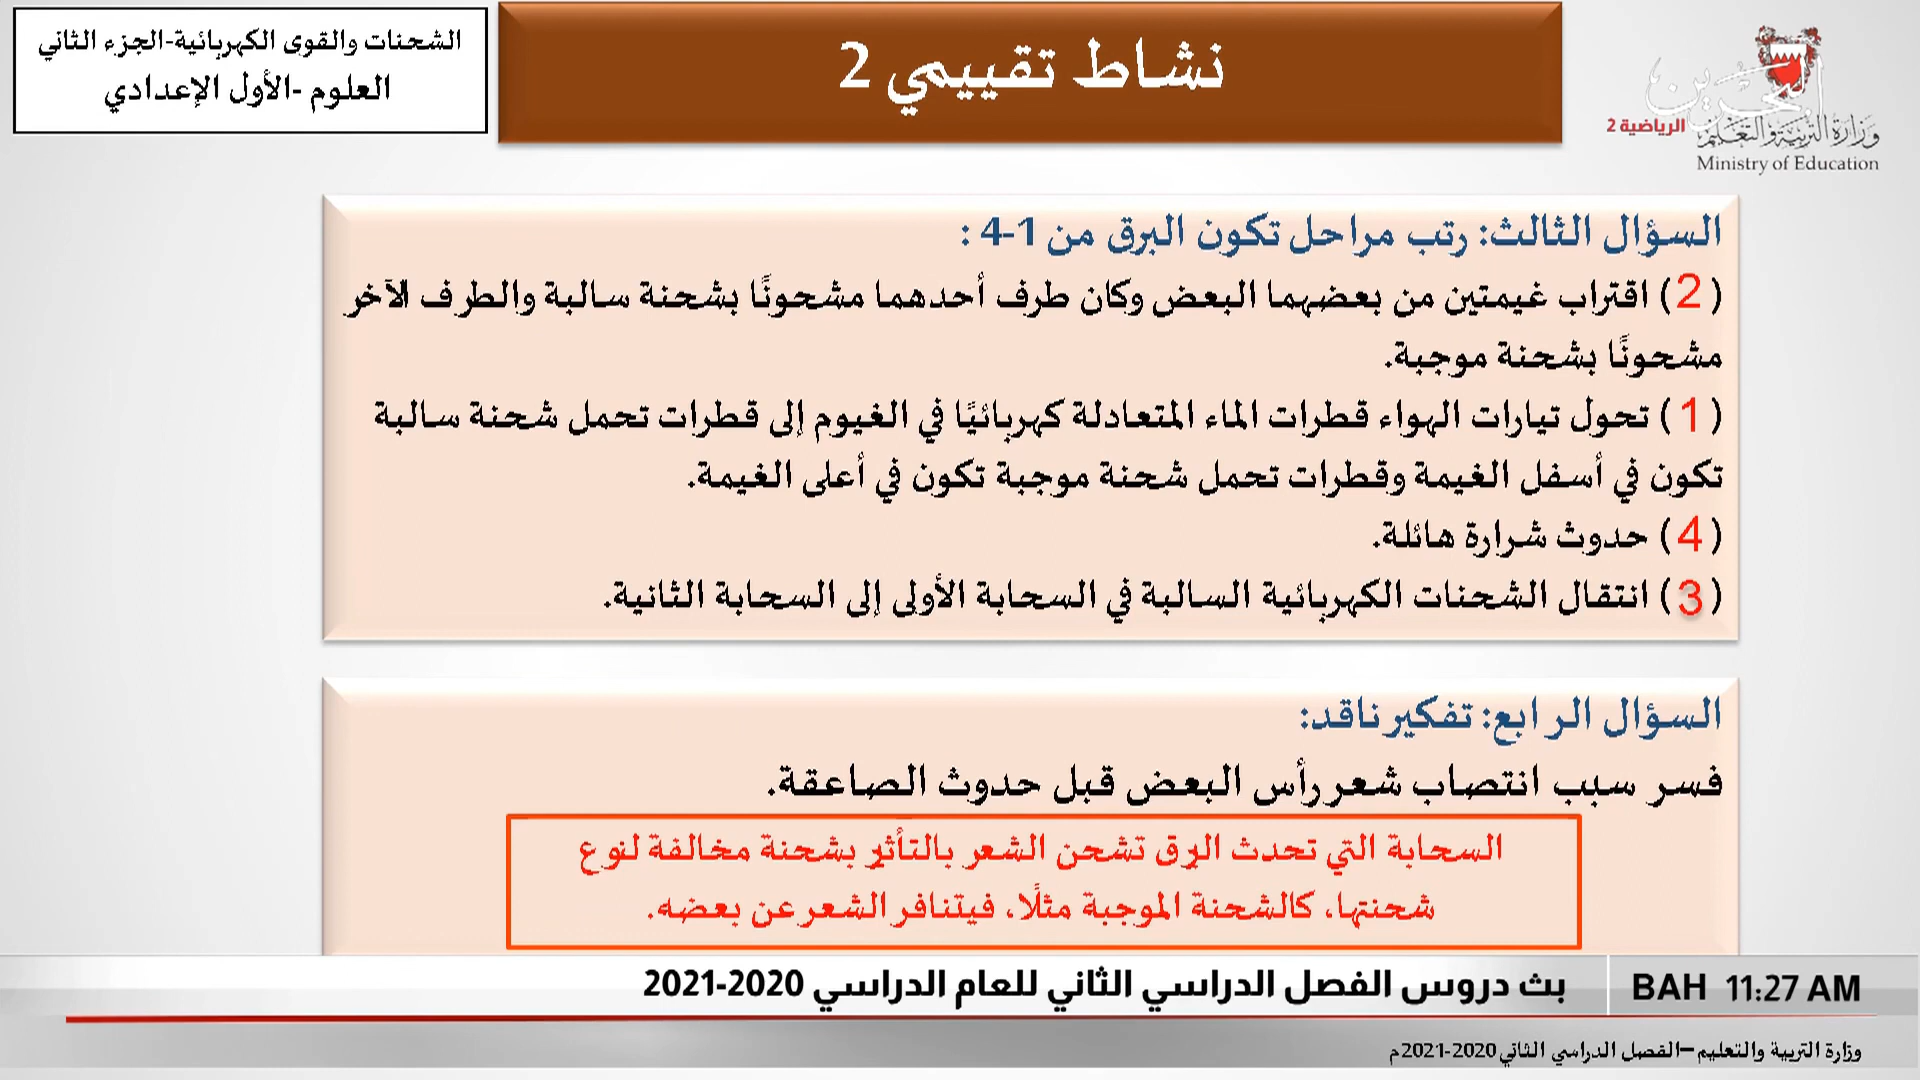 الشحنات والقوى الكهربائية-الجزء الثاني
العلوم -الأول الإعدادي
نشاط تقييمي 2
البحرين
الرياضية 2
وزارة التربية والتعليم
Ministry of Education
السؤال الثالث: رتب مراحل تكون البرق من 1-4 :
(2) اقتراب غيمتين من بعضهما البعض وكان طرف أحدهما مشحونًا بشحنة سالبة والطرف الآخر
مشحونًا بشحنة موجبة.
(1) تحول تيارات الهواء قطرات الماء المتعادلة كهربائيًا في الغيوم إلى قطرات تحمل شحنة سالبة
تكون في أسفل الغيمة وقطرات تحمل شحنة موجبة تكون في أعلى الغيمة.
(4) حدوث شرارة هائلة.
(3) انتقال الشحنات الكهربائية السالبة في السحابة الأولى إلى السحابة الثانية.
السؤال الرابع: تفكير ناقد:
فسر سبب انتصاب شعر رأس البعض قبل حدوث الصاعقة.
السحابة التي تحدث البرق تشحن الشعر بالتأثير بشحنة مخالفة لنوع
شحنتها، كالشحنة الموجبة مثلًا، فيتنافر الشعر عن بعضه.
بث دروس الفصل الدراسي الثاني للعام الدراسي 2020-2021
BAH 11:27 AM
وزارة التربية والتعليم –الفصل الدراسي الثاني 2020-2021م